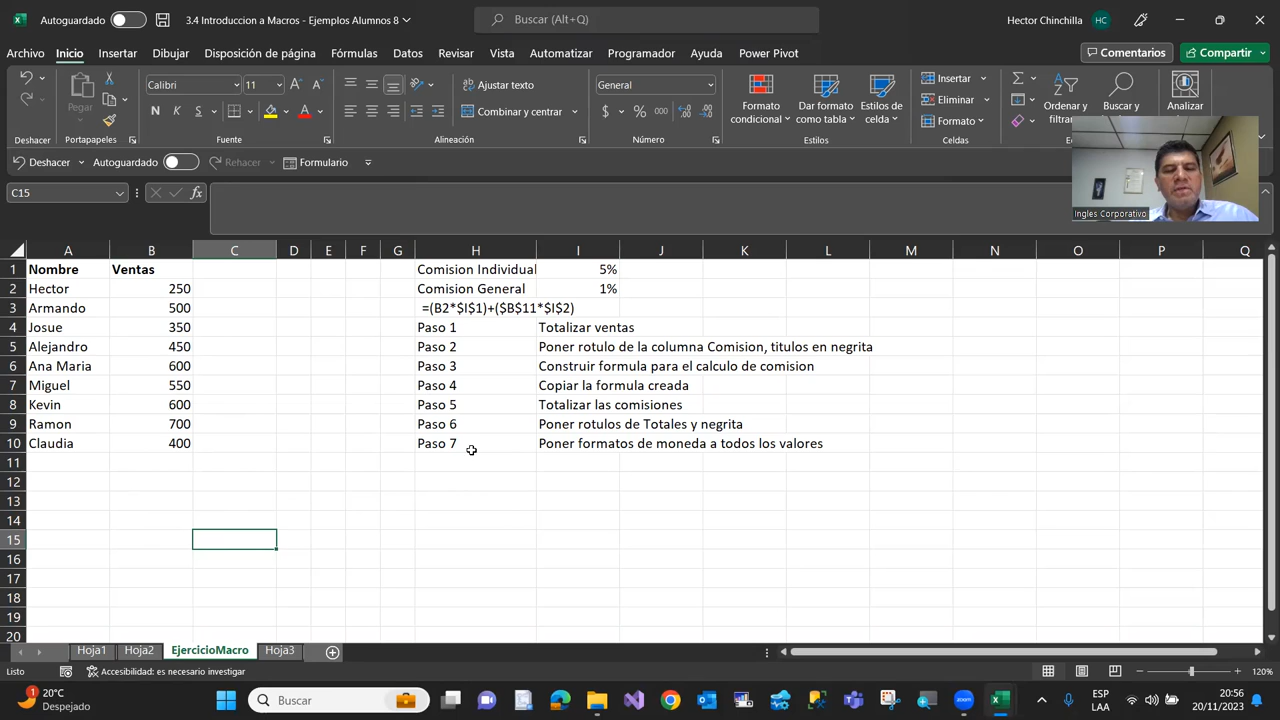 Autoguardado
3.4 Introduccion a Macros - Ejemplos Alumnos 8
Buscar (Alt+Q)
Hector Chinchilla
HC
Archivo Inicio Insertar Dibujar Disposición de página Fórmulas Datos Revisar Vista Automatizar Programador Ayuda Power Pivot
Comentarios
Compartir
Pegar
Calibri 11
N K S
Ajustar texto
Combinar y centrar
General
$ % 000
Formato condicional
Dar formato como tabla
Estilos de celda
Insertar
Eliminar
Formato
Ordenar y filtrar
Buscar y
Analizar
Deshacer Portapapeles Fuente Alineación Número Estilos Celdas
Deshacer Autoguardado Rehacer Formulario
Ingles Corporativo
C15
fx
A B C D E F G H I J K L M N O P Q
1 Nombre Ventas Comision Individual 5%
2 Hector 250 Comision General 1%
3 Armando 500 =(B2*$I$1)+($B$11*$I$2)
4 Josue 350 Paso 1 Totalizar ventas
5 Alejandro 450 Paso 2 Poner rotulo de la columna Comision, titulos en negrita
6 Ana Maria 600 Paso 3 Construir formula para el calculo de comision
7 Miguel 550 Paso 4 Copiar la formula creada
8 Kevin 600 Paso 5 Totalizar las comisiones
9 Ramon 700 Paso 6 Poner rotulos de Totales y negrita
10 Claudia 400 Paso 7 Poner formatos de moneda a todos los valores
11
12
13
14
15
16
17
18
19
20
Hoja1 Hoja2 EjercicioMacro Hoja3
Listo
Accesibilidad: es necesario investigar
120%
1
20°C
Despejado
Buscar
ESP
LAA
20:56
20/11/2023